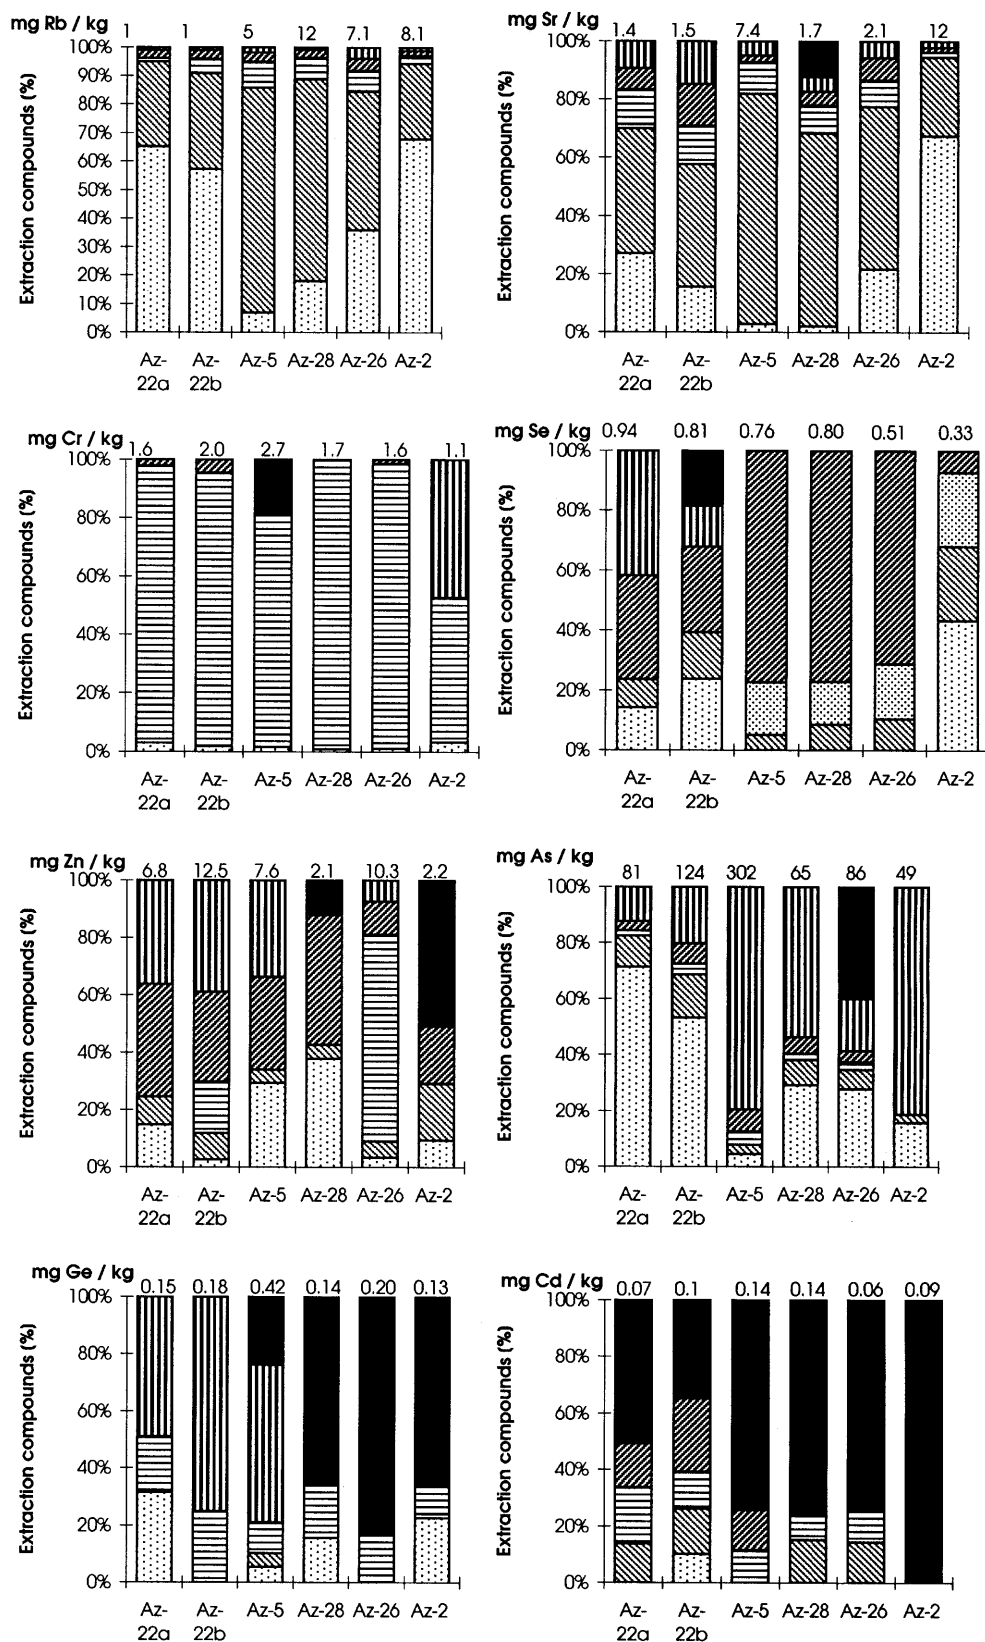 mg Rb / kg
1 1 5 12 7.1 8.1
100%
90%
80%
70%
60%
50%
40%
30%
20%
10%
0%
Extraction compounds (%)
Az-22a Az-22b Az-5 Az-28 Az-26 Az-2
mg Sr / kg
1.4 1.5 7.4 1.7 2.1 12
100%
80%
60%
40%
20%
0%
Extraction compounds (%)
Az-22a Az-22b Az-5 Az-28 Az-26 Az-2
mg Cr / kg
1.6 2.0 2.7 1.7 1.6 1.1
100%
80%
60%
40%
20%
0%
Extraction compounds (%)
Az-22a Az-22b Az-5 Az-28 Az-26 Az-2
mg Se / kg
0.94 0.81 0.76 0.80 0.51 0.33
100%
80%
60%
40%
20%
0%
Extraction compounds (%)
Az-22a Az-22b Az-5 Az-28 Az-26 Az-2
mg Zn / kg
6.8 12.5 7.6 2.1 10.3 2.2
100%
80%
60%
40%
20%
0%
Extraction compounds (%)
Az-22a Az-22b Az-5 Az-28 Az-26 Az-2
mg As / kg
81 124 302 65 86 49
100%
80%
60%
40%
20%
0%
Extraction compounds (%)
Az-22a Az-22b Az-5 Az-28 Az-26 Az-2
mg Ge / kg
0.15 0.18 0.42 0.14 0.20 0.13
100%
80%
60%
40%
20%
0%
Extraction compounds (%)
Az-22a Az-22b Az-5 Az-28 Az-26 Az-2
mg Cd / kg
0.07 0.1 0.14 0.14 0.06 0.09
100%
80%
60%
40%
20%
0%
Extraction compounds (%)
Az-22a Az-22b Az-5 Az-28 Az-26 Az-2